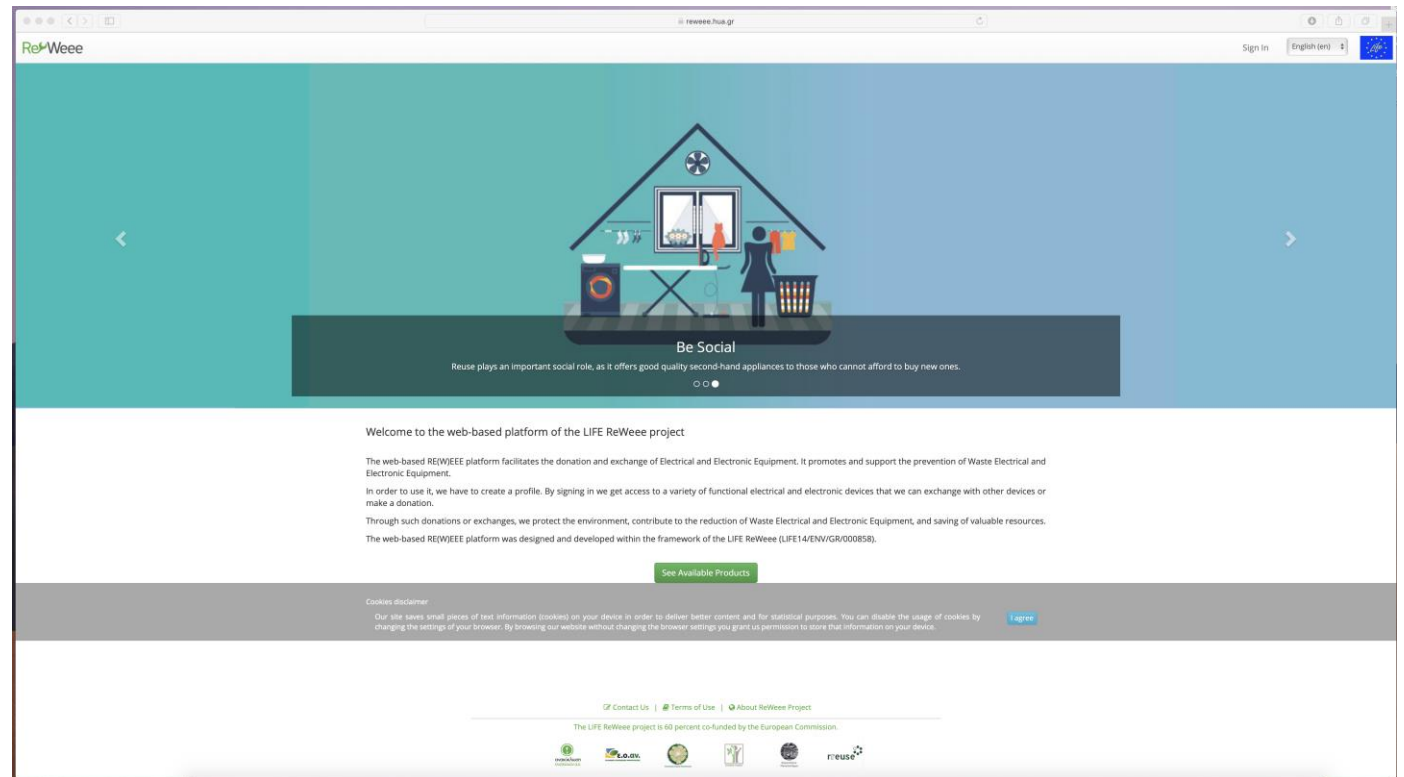 reweee.hua.gr
ReWeee
Sign In
English (en)
Life
Be Social
Reuse plays an important social role, as it offers good quality second-hand appliances to those who cannot afford to buy new ones.
Welcome to the web-based platform of the LIFE ReWeee project
The web-based RE(W)EEE platform facilitates the donation and exchange of Electrical and Electronic Equipment. It promotes and support the prevention of Waste Electrical and
Electronic Equipment.
In order to use it, we have to create a profile. By signing in we get access to a variety of functional electrical and electronic devices that we can exchange with other devices or
make a donation.
Through such donations or exchanges, we protect the environment, contribute to the reduction of Waste Electrical and Electronic Equipment, and saving of valuable resources.
The web-based RE(W)EEE platform was designed and developed within the framework of the LIFE ReWeee (LIFE14/ENV/GR/000858).
See Available Products
Cookies disclaimer
Our site saves small pieces of text information (cookies) on your device in order to deliver better content and for statistical purposes. You can disable the usage of cookies by
changing the settings of your browser. By browsing our website without changing the browser settings you grant us permission to store that information on your device.
I agree
Contact Us | Terms of Use | About ReWeee Project
The LIFE ReWeee project is 60 percent co-funded by the European Commission.
rreuse